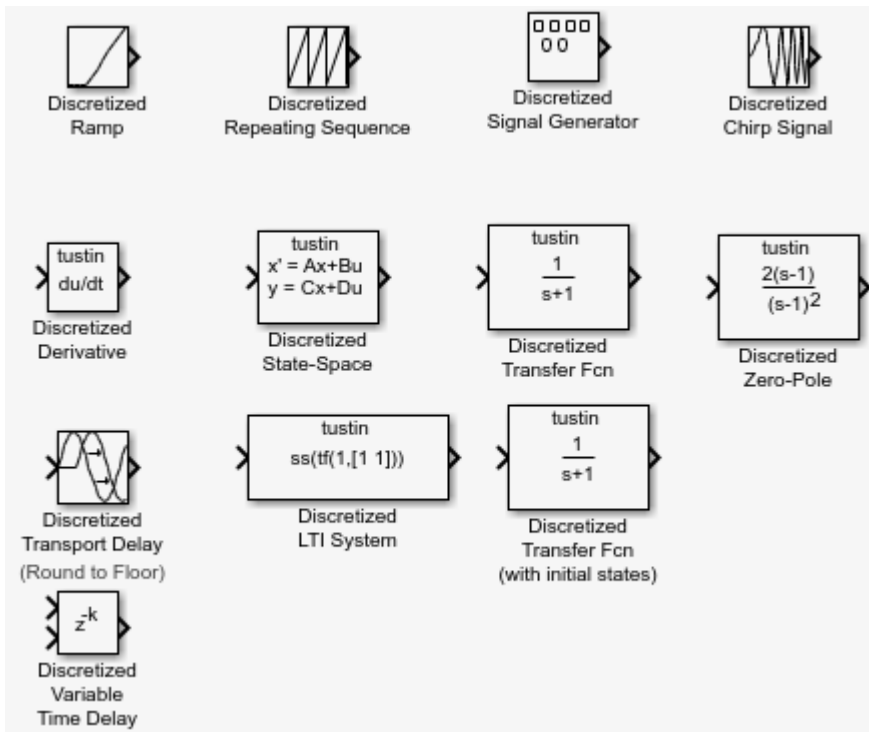 Discretized
Ramp
Discretized
Repeating Sequence
Discretized
Signal Generator
Discretized
Chirp Signal
tustin
du/dt
Discretized
Derivative
tustin
x' = Ax+Bu
y = Cx+Du
Discretized
State-Space
tustin
1
s+1
Discretized
Transfer Fcn
tustin
2(s-1)
(s-1)2
Discretized
Zero-Pole
Discretized
Transport Delay
(Round to Floor)
tustin
ss(tf(1,[1 1]))
Discretized
LTI System
tustin
1
s+1
Discretized
Transfer Fcn
(with initial states)
z-k
Discretized
Variable
Time Delay